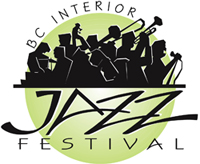 BC INTERIOR
JAZZ
FESTIVAL